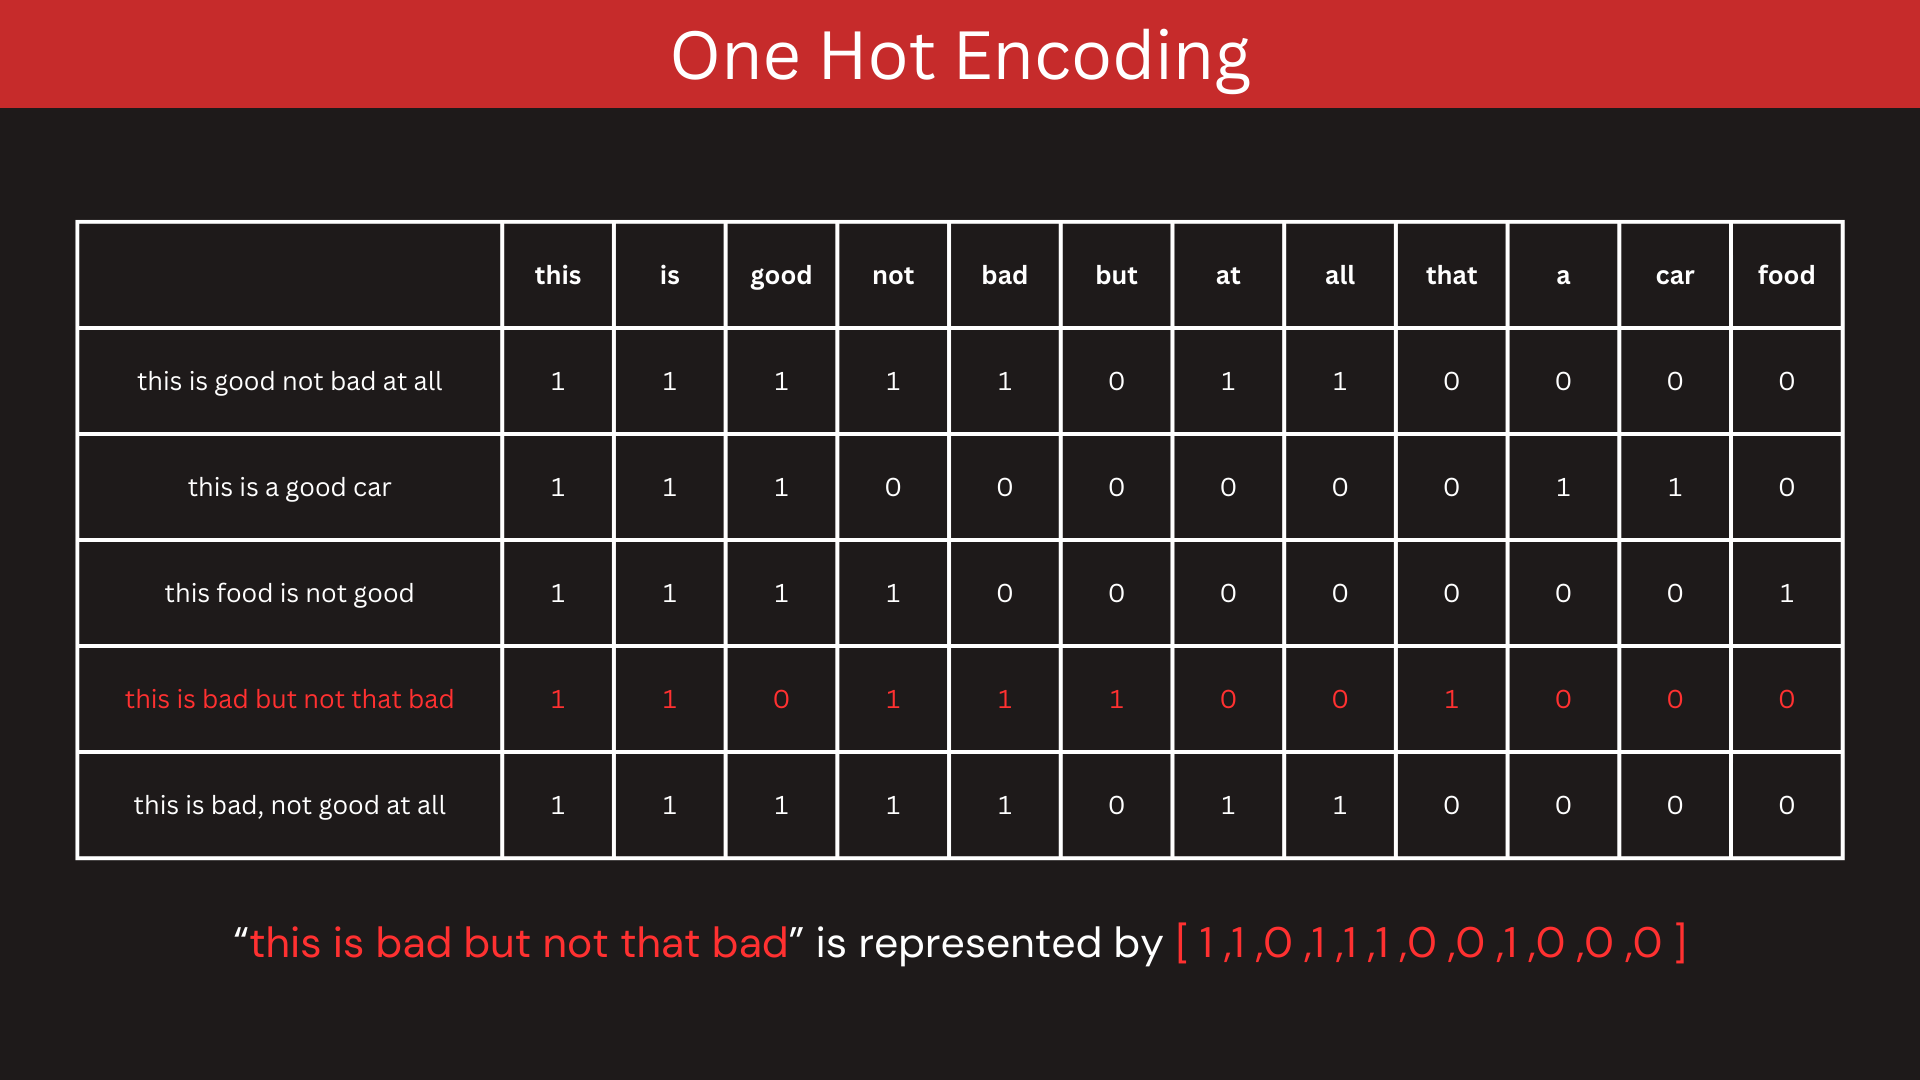 One Hot Encoding
this is good not bad but at all that a car food
this is good not bad at all 1 1 1 1 1 0 1 1 0 0 0 0
this is a good car 1 1 1 0 0 0 0 0 0 1 1 0
this food is not good 1 1 1 1 0 0 0 0 0 0 0 1
this is bad but not that bad 1 1 0 1 1 1 0 0 1 0 0 0
this is bad, not good at all 1 1 1 1 1 0 1 1 0 0 0 0
“this is bad but not that bad” is represented by [ 1 ,1 ,0 ,1 ,1 ,1 ,0 ,0 ,1 ,0 ,0 ,0 ]